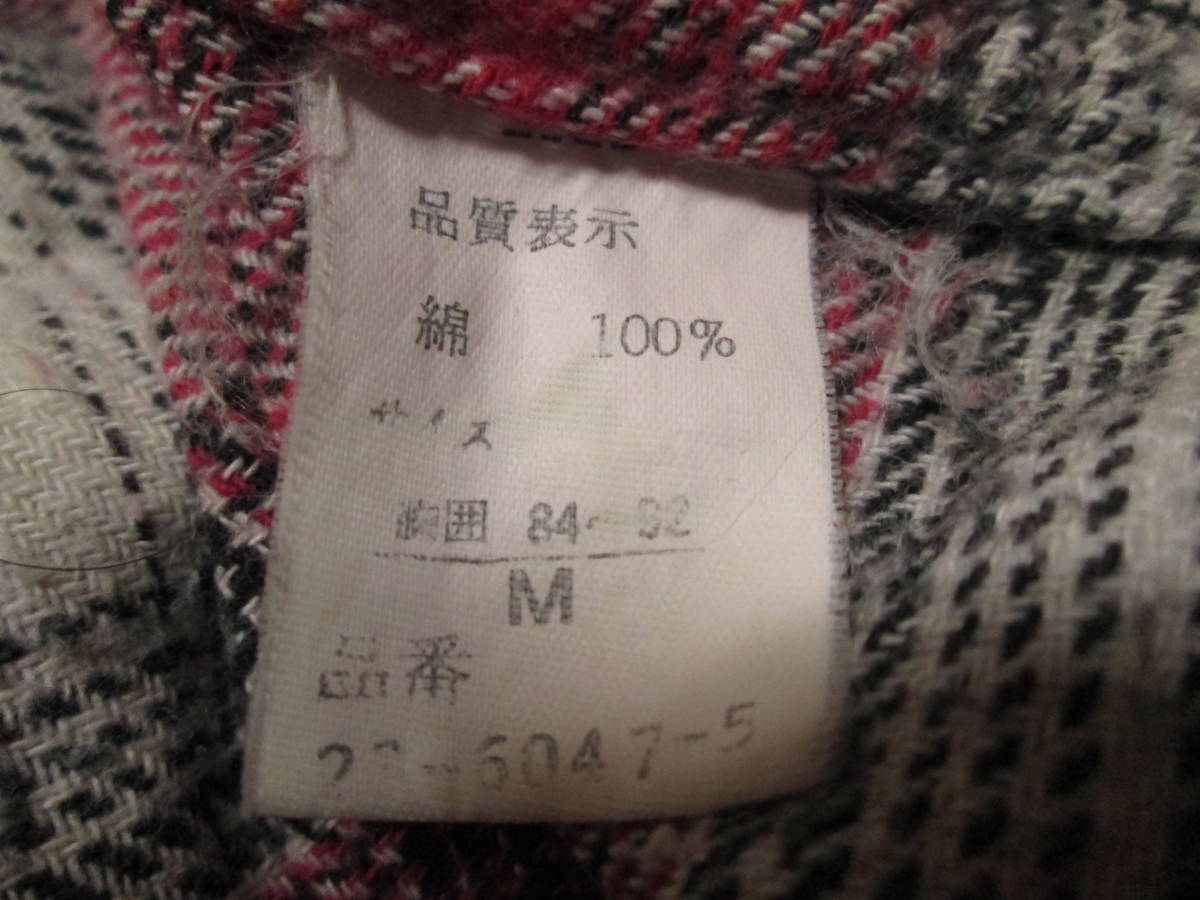 品質表示
綿 100%
サイズ
胸囲 84~ 92
M
品番